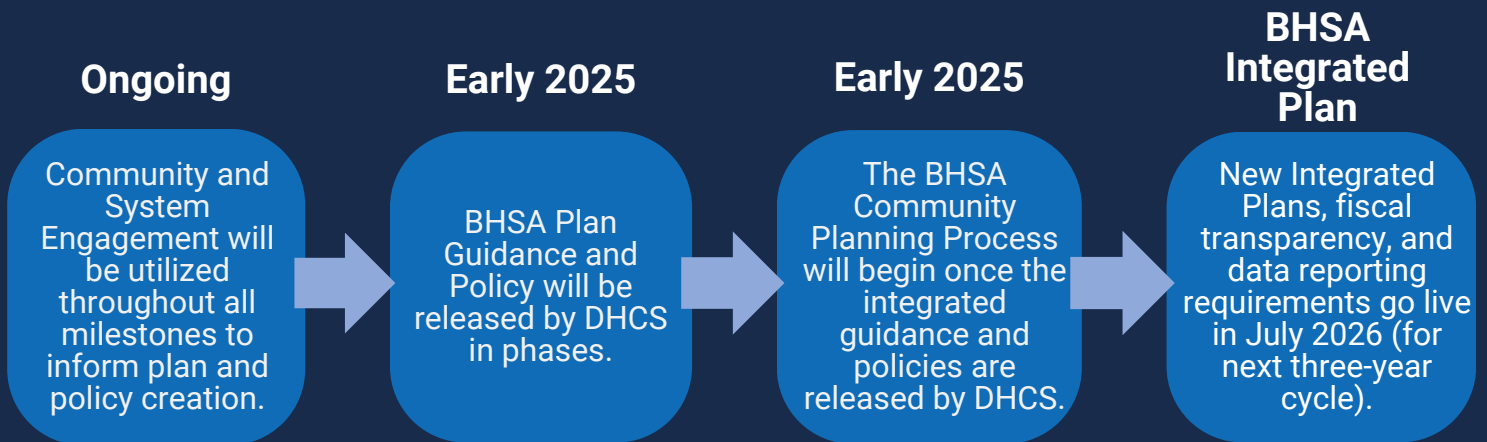 Ongoing
Community and
System
Engagement will
be utilized
throughout all
milestones to
inform plan and
policy creation.
Early 2025
BHSA Plan
Guidance and
Policy will be
released by DHCS
in phases.
Early 2025
The BHSA
Community
Planning Process
will begin once the
integrated
guidance and
policies are
released by DHCS.
BHSA
Integrated
Plan
New Integrated
Plans, fiscal
transparency, and
data reporting
requirements go live
in July 2026 (for
next three-year
cycle).